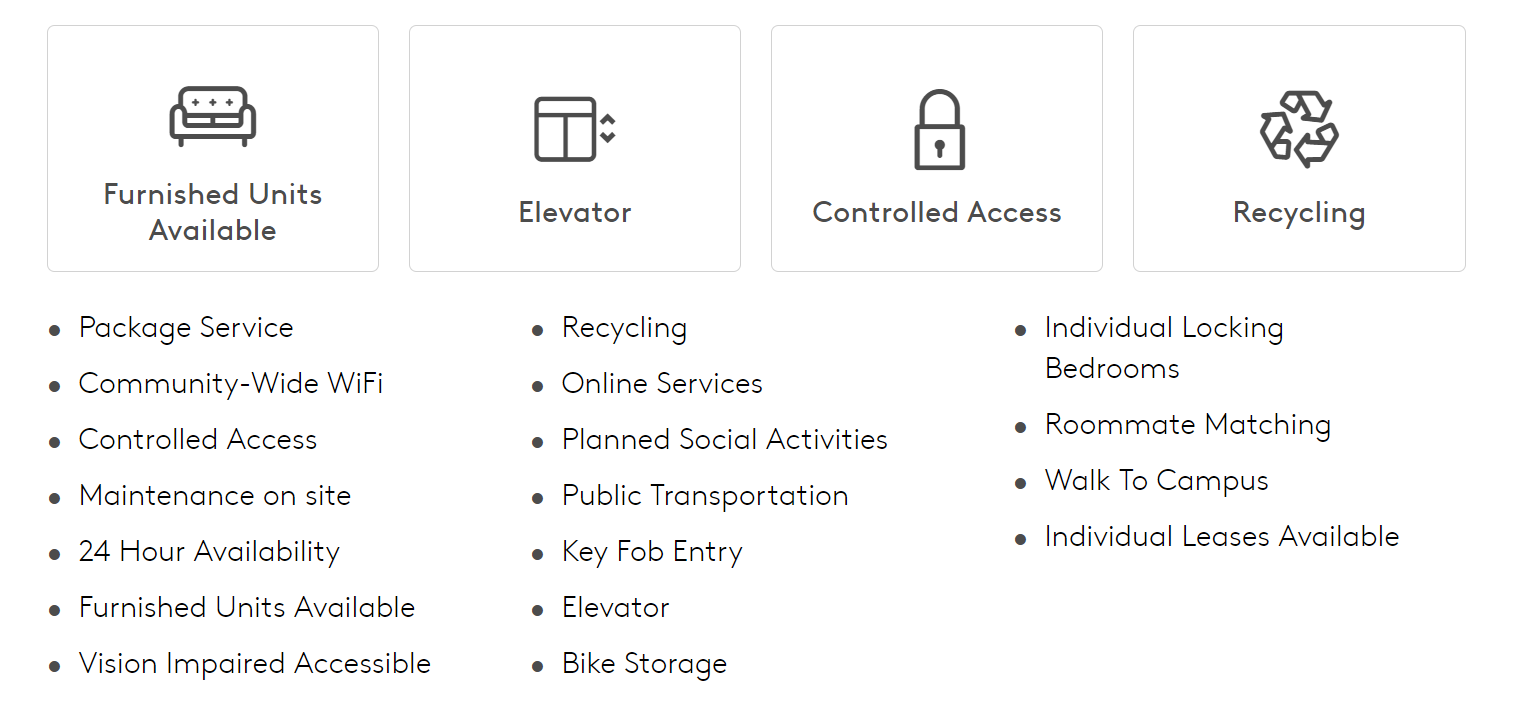 Furnished Units
Available
Elevator
Controlled Access
Recycling
Package Service
Community-Wide WiFi
Controlled Access
Maintenance on site
24 Hour Availability
Furnished Units Available
Vision Impaired Accessible
Recycling
Online Services
Planned Social Activities
Public Transportation
Key Fob Entry
Elevator
Bike Storage
Individual Locking
Bedrooms
Roommate Matching
Walk To Campus
Individual Leases Available